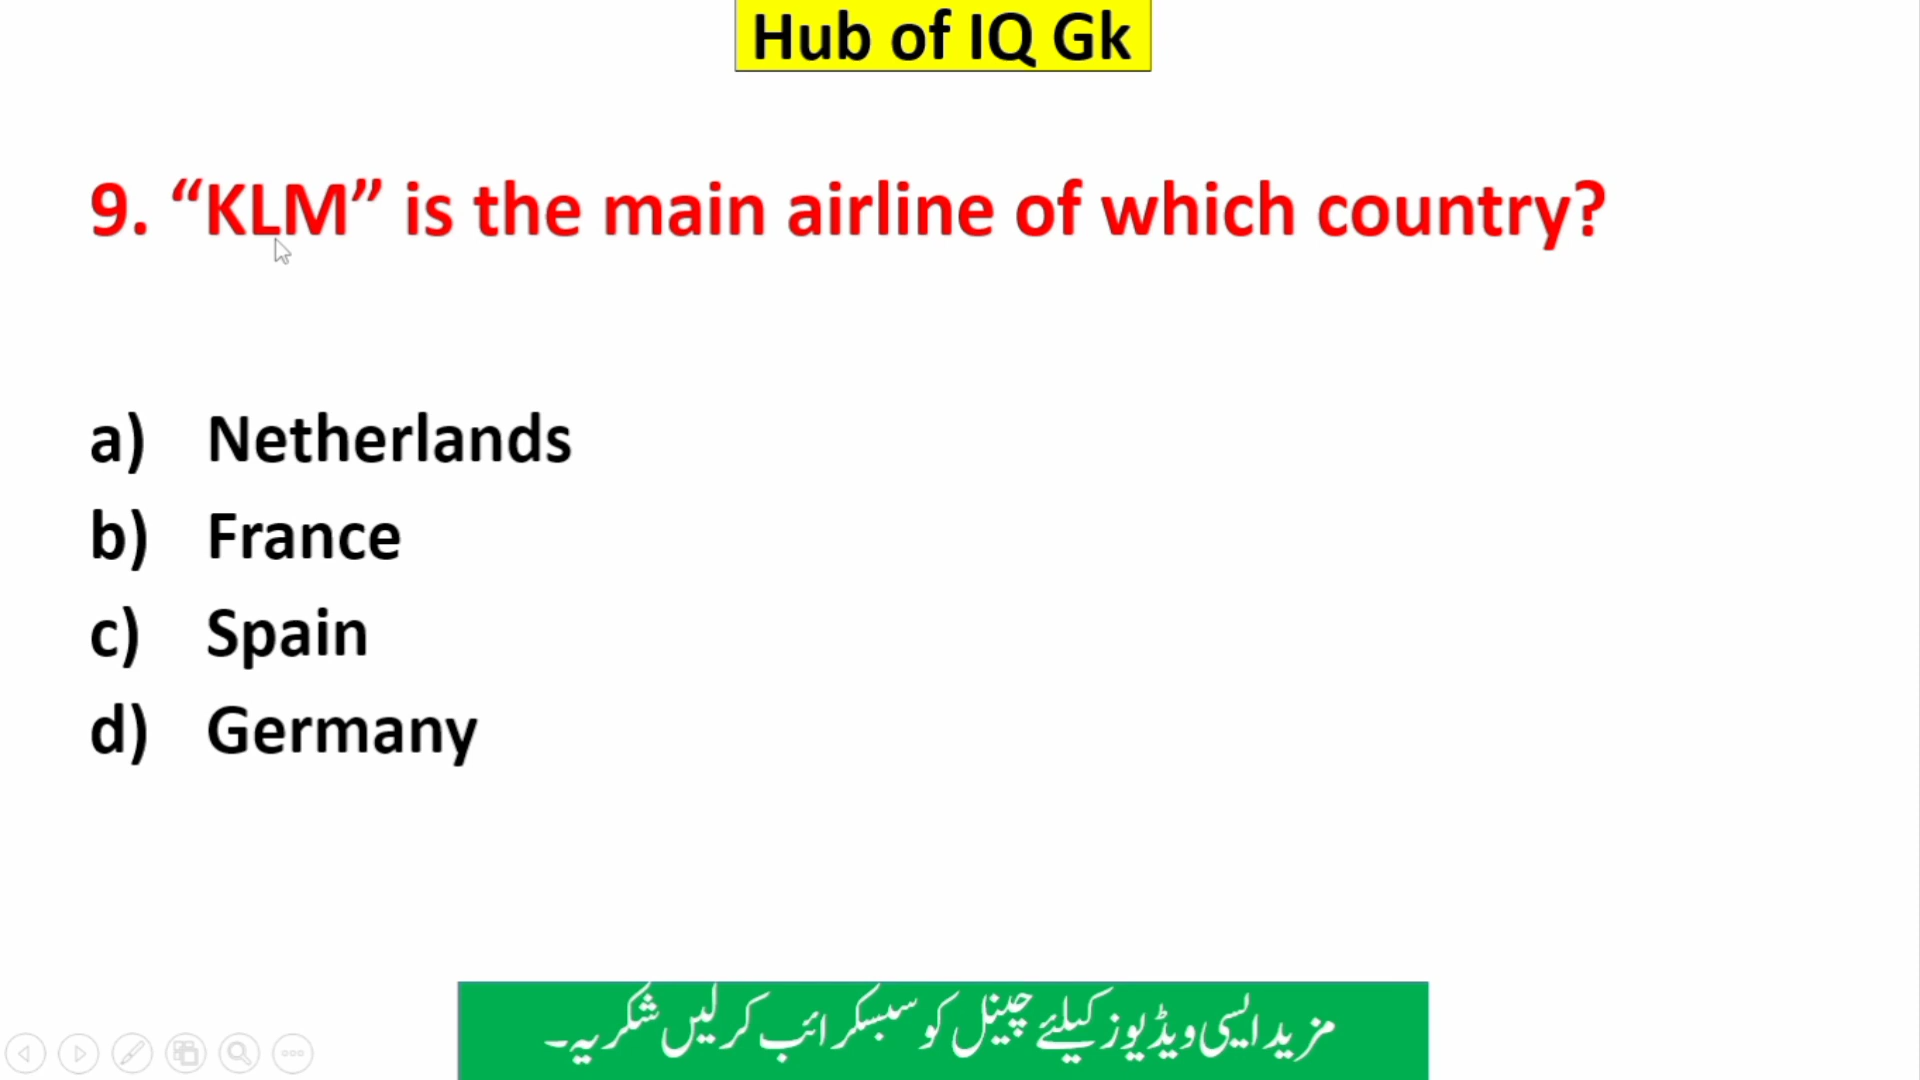 Hub of IQ Gk
9. “KLM” is the main airline of which country?
a) Netherlands
b) France
c) Spain
d) Germany
مزید ایسی ویڈیوز کیلئے چینل کو سبسکرائب کر لیں شکریہ۔